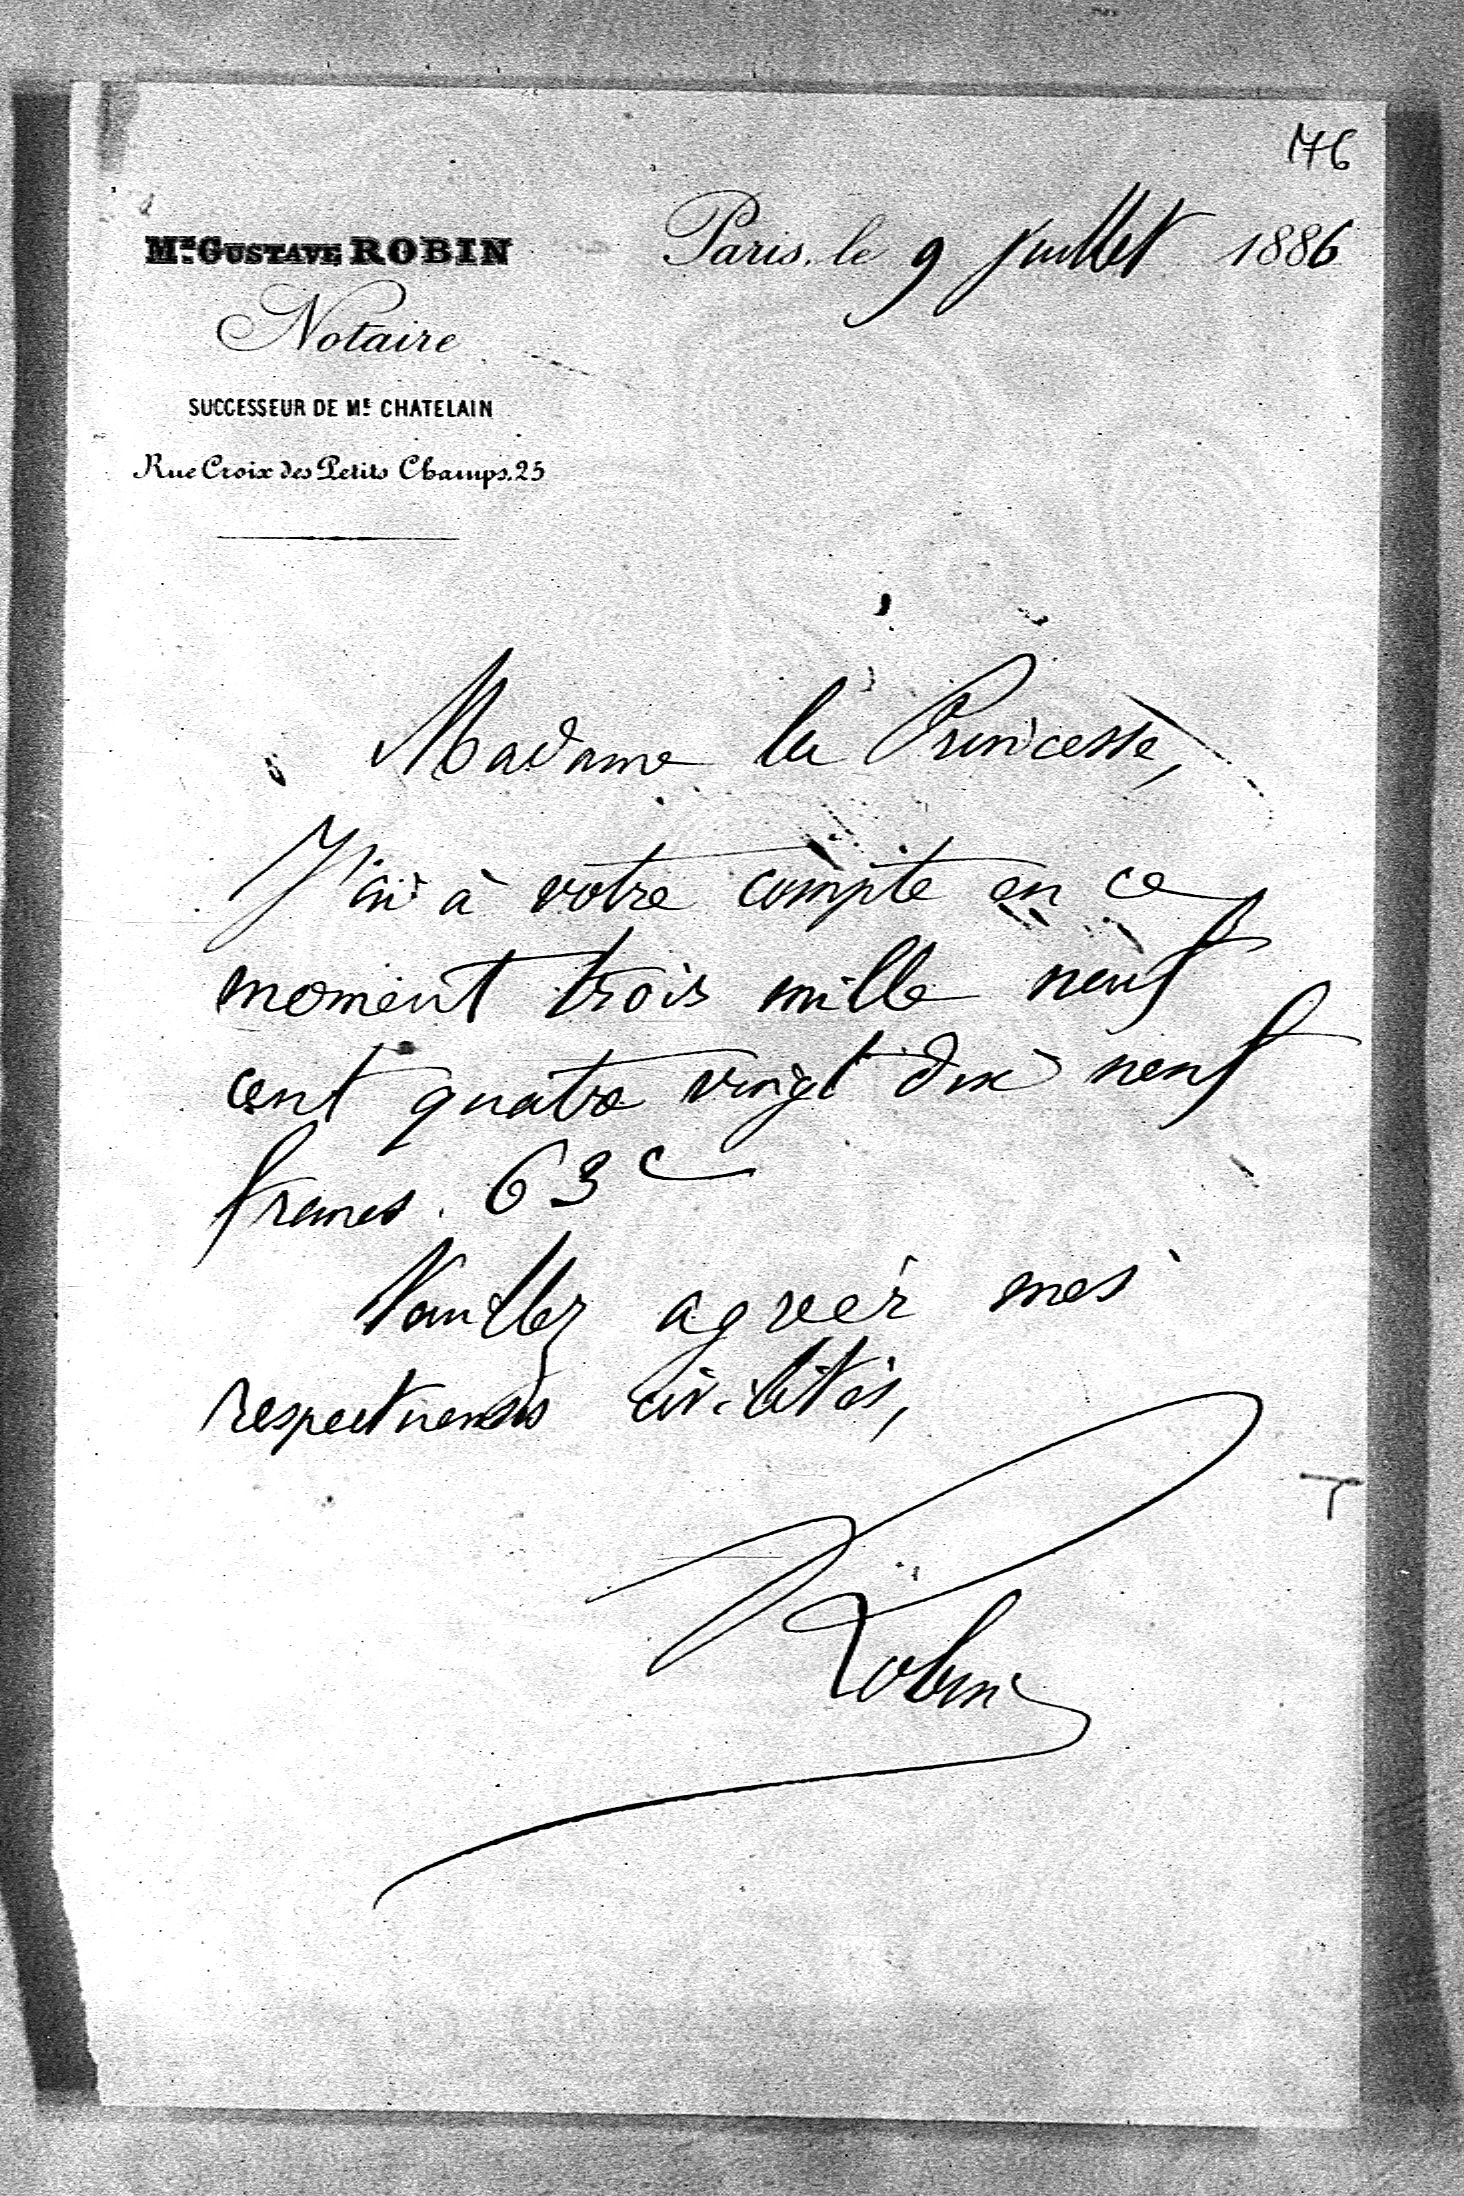 176
Paris, le 9 Juillet 1886
Me GUSTAVE ROBIN
Notaire
SUCCESSEUR DE Me CHATELAIN
Rue Croix des Petits Champs, 25
Madame la Princesse,
J'ai à votre compte en ce
moment trois mille neuf
cent quatre vingt dix neuf
francs. 63 c
Veuillez agréer mes
respectueuses civilités,
Robin